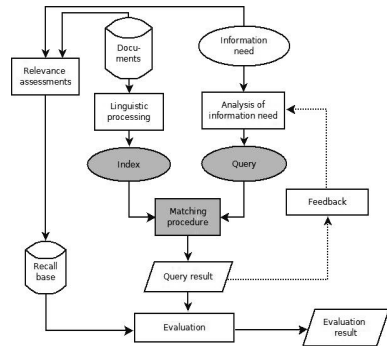 Docu-
ments
Information
need
Relevance
assessments
Linguistic
processing
Analysis of
information need
Index
Query
Matching
procedure
Feedback
Recall
base
Query result
Evaluation
Evaluation
result